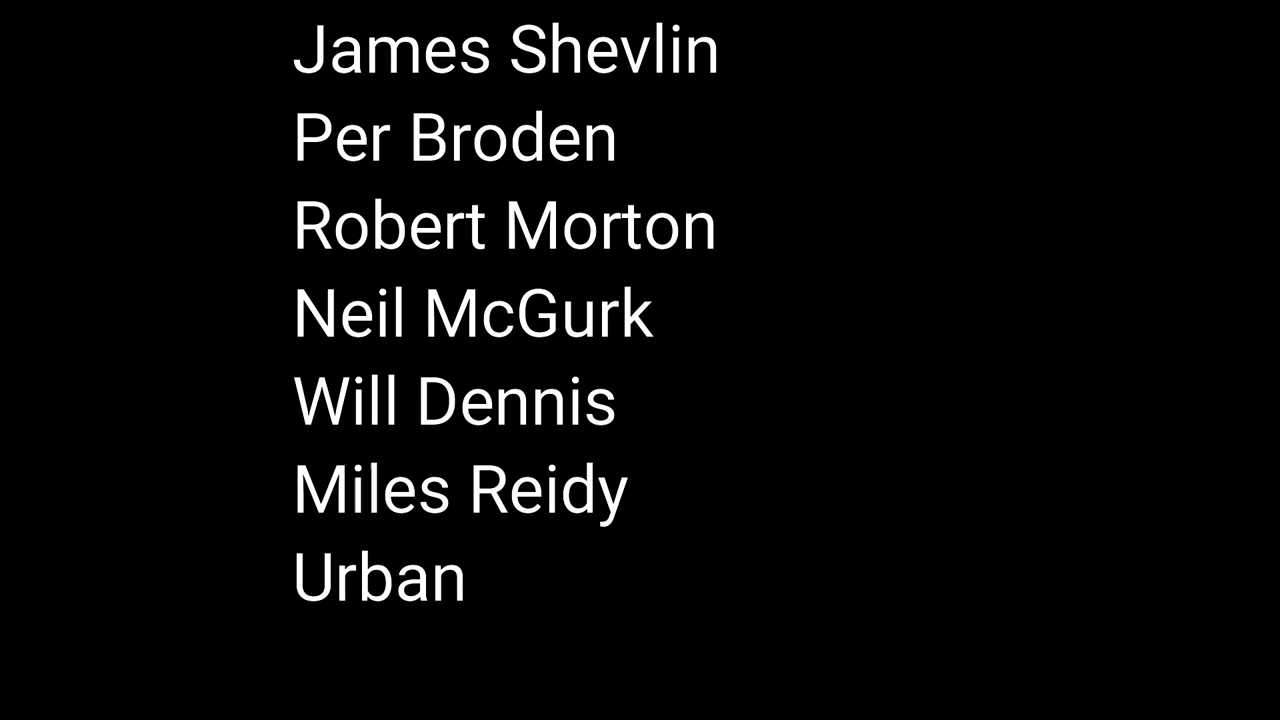 James Shevlin
Per Broden
Robert Morton
Neil McGurk
Will Dennis
Miles Reidy
Urban